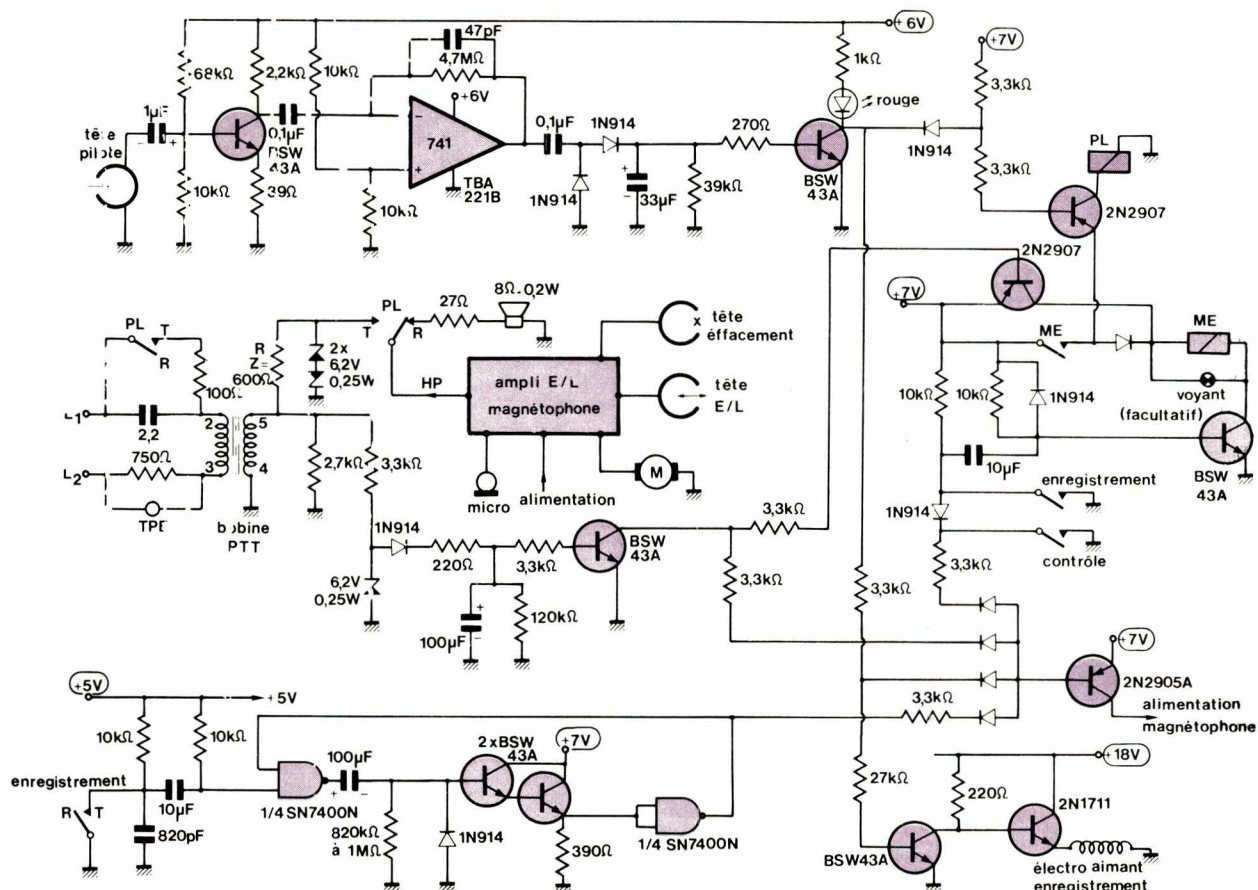 +6V
47pF
4,7MΩ
+7V
68kΩ
2,2kΩ
10kΩ
1kΩ
3,3kΩ
rouge
1µF
+6V
tête
pilote
0,1µF
BSW
43A
741
0,1µF
1N914
270Ω
1N914
PL
3,3kΩ
10kΩ
39Ω
TBA
221B
BSW
43A
10kΩ
1N914
33µF
39kΩ
2N2907
2N2907
+7V
8Ω-0,2W
27Ω
PL
T
R
tête
éffacement
PL
T
R
R
Z=
600Ω
2x
6,2V
0,25W
ME
ME
100Ω
HP
ampli E/L
magnétophone
tête
E/L
10kΩ
10kΩ
1N914
voyant
(facultatif)
L1
2,2
2
5
3
4
750Ω
L2
TPE
bobine
PTT
2,7kΩ
3,3kΩ
micro
alimentation
M
10µF
BSW
43A
enregistrement
1N914
contrôle
3,3kΩ
1N914
BSW
43A
220Ω
3,3kΩ
3,3kΩ
3,3kΩ
3,3kΩ
6,2V
0,25W
100µF
120kΩ
+7V
2N2905A
alimentation
magnétophone
+5V
+5V
3,3kΩ
10kΩ
10kΩ
100µF
2xBSW
43A
+7V
+18V
enregistrement
R T
10µF
1/4 SN7400N
27kΩ
220Ω
2N1711
820pF
820kΩ
à
1MΩ
1N914
390Ω
1/4 SN7400N
BSW43A
électro aimant
enregistrement